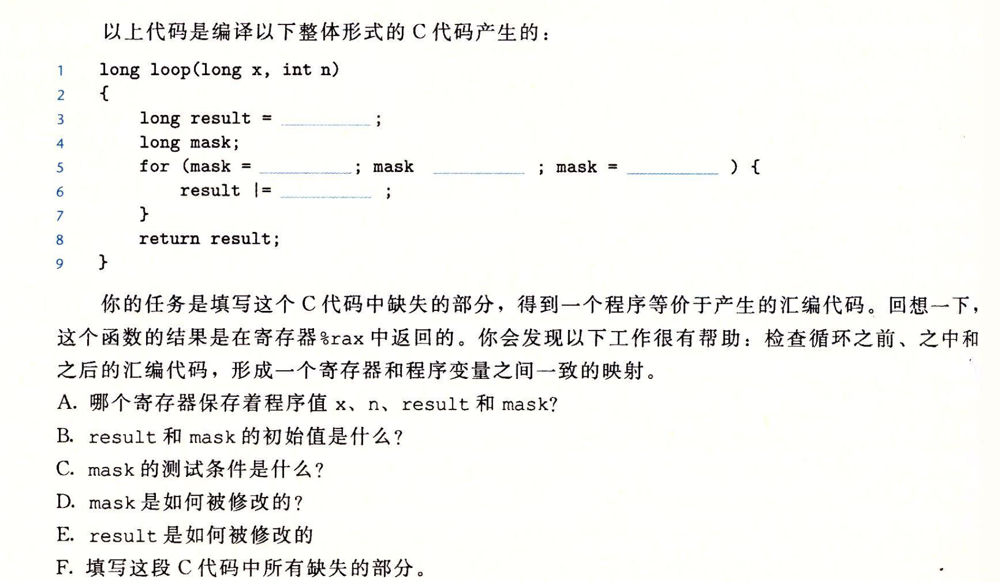 以上代码是编译以下整体形式的 C 代码产生的：
1 long loop(long x, int n)
2 {
3 long result = ________ ;
4 long mask;
5 for (mask = ________ ; mask ________ ; mask = ________ ) {
6 result |= ________ ;
7 }
8 return result;
9 }
你的任务是填写这个 C 代码中缺失的部分，得到一个程序等价于产生的汇编代码。回想一下，
这个函数的结果是在寄存器%rax 中返回的。你会发现以下工作很有帮助：检查循环之前、之中和
之后的汇编代码，形成一个寄存器和程序变量之间一致的映射。
A. 哪个寄存器保存着程序值 x、n、result 和 mask?
B. result 和 mask 的初始值是什么?
C. mask 的测试条件是什么?
D. mask 是如何被修改的?
E. result 是如何被修改的
F. 填写这段 C 代码中所有缺失的部分。